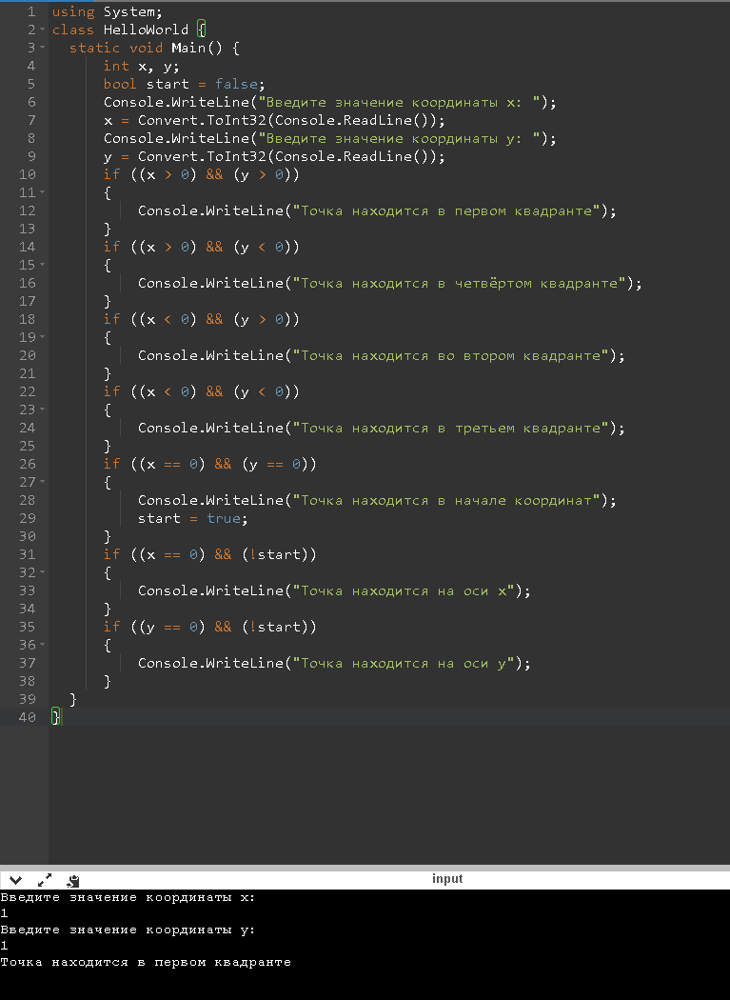 1 using System;
2 class HelloWorld {
3 static void Main() {
4 int x, y;
5 bool start = false;
6 Console.WriteLine("Введите значение координаты x: ");
7 x = Convert.ToInt32(Console.ReadLine());
8 Console.WriteLine("Введите значение координаты y: ");
9 y = Convert.ToInt32(Console.ReadLine());
10 if ((x > 0) && (y > 0))
11 {
12 Console.WriteLine("Точка находится в первом квадранте");
13 }
14 if ((x > 0) && (y < 0))
15 {
16 Console.WriteLine("Точка находится в четвёртом квадранте");
17 }
18 if ((x < 0) && (y > 0))
19 {
20 Console.WriteLine("Точка находится во втором квадранте");
21 }
22 if ((x < 0) && (y < 0))
23 {
24 Console.WriteLine("Точка находится в третьем квадранте");
25 }
26 if ((x == 0) && (y == 0))
27 {
28 Console.WriteLine("Точка находится в начале координат");
29 start = true;
30 }
31 if ((x == 0) && (!start))
32 {
33 Console.WriteLine("Точка находится на оси x");
34 }
35 if ((y == 0) && (!start))
36 {
37 Console.WriteLine("Точка находится на оси y");
38 }
39 }
40 }
input
Введите значение координаты x:
1
Введите значение координаты y:
1
Точка находится в первом квадранте